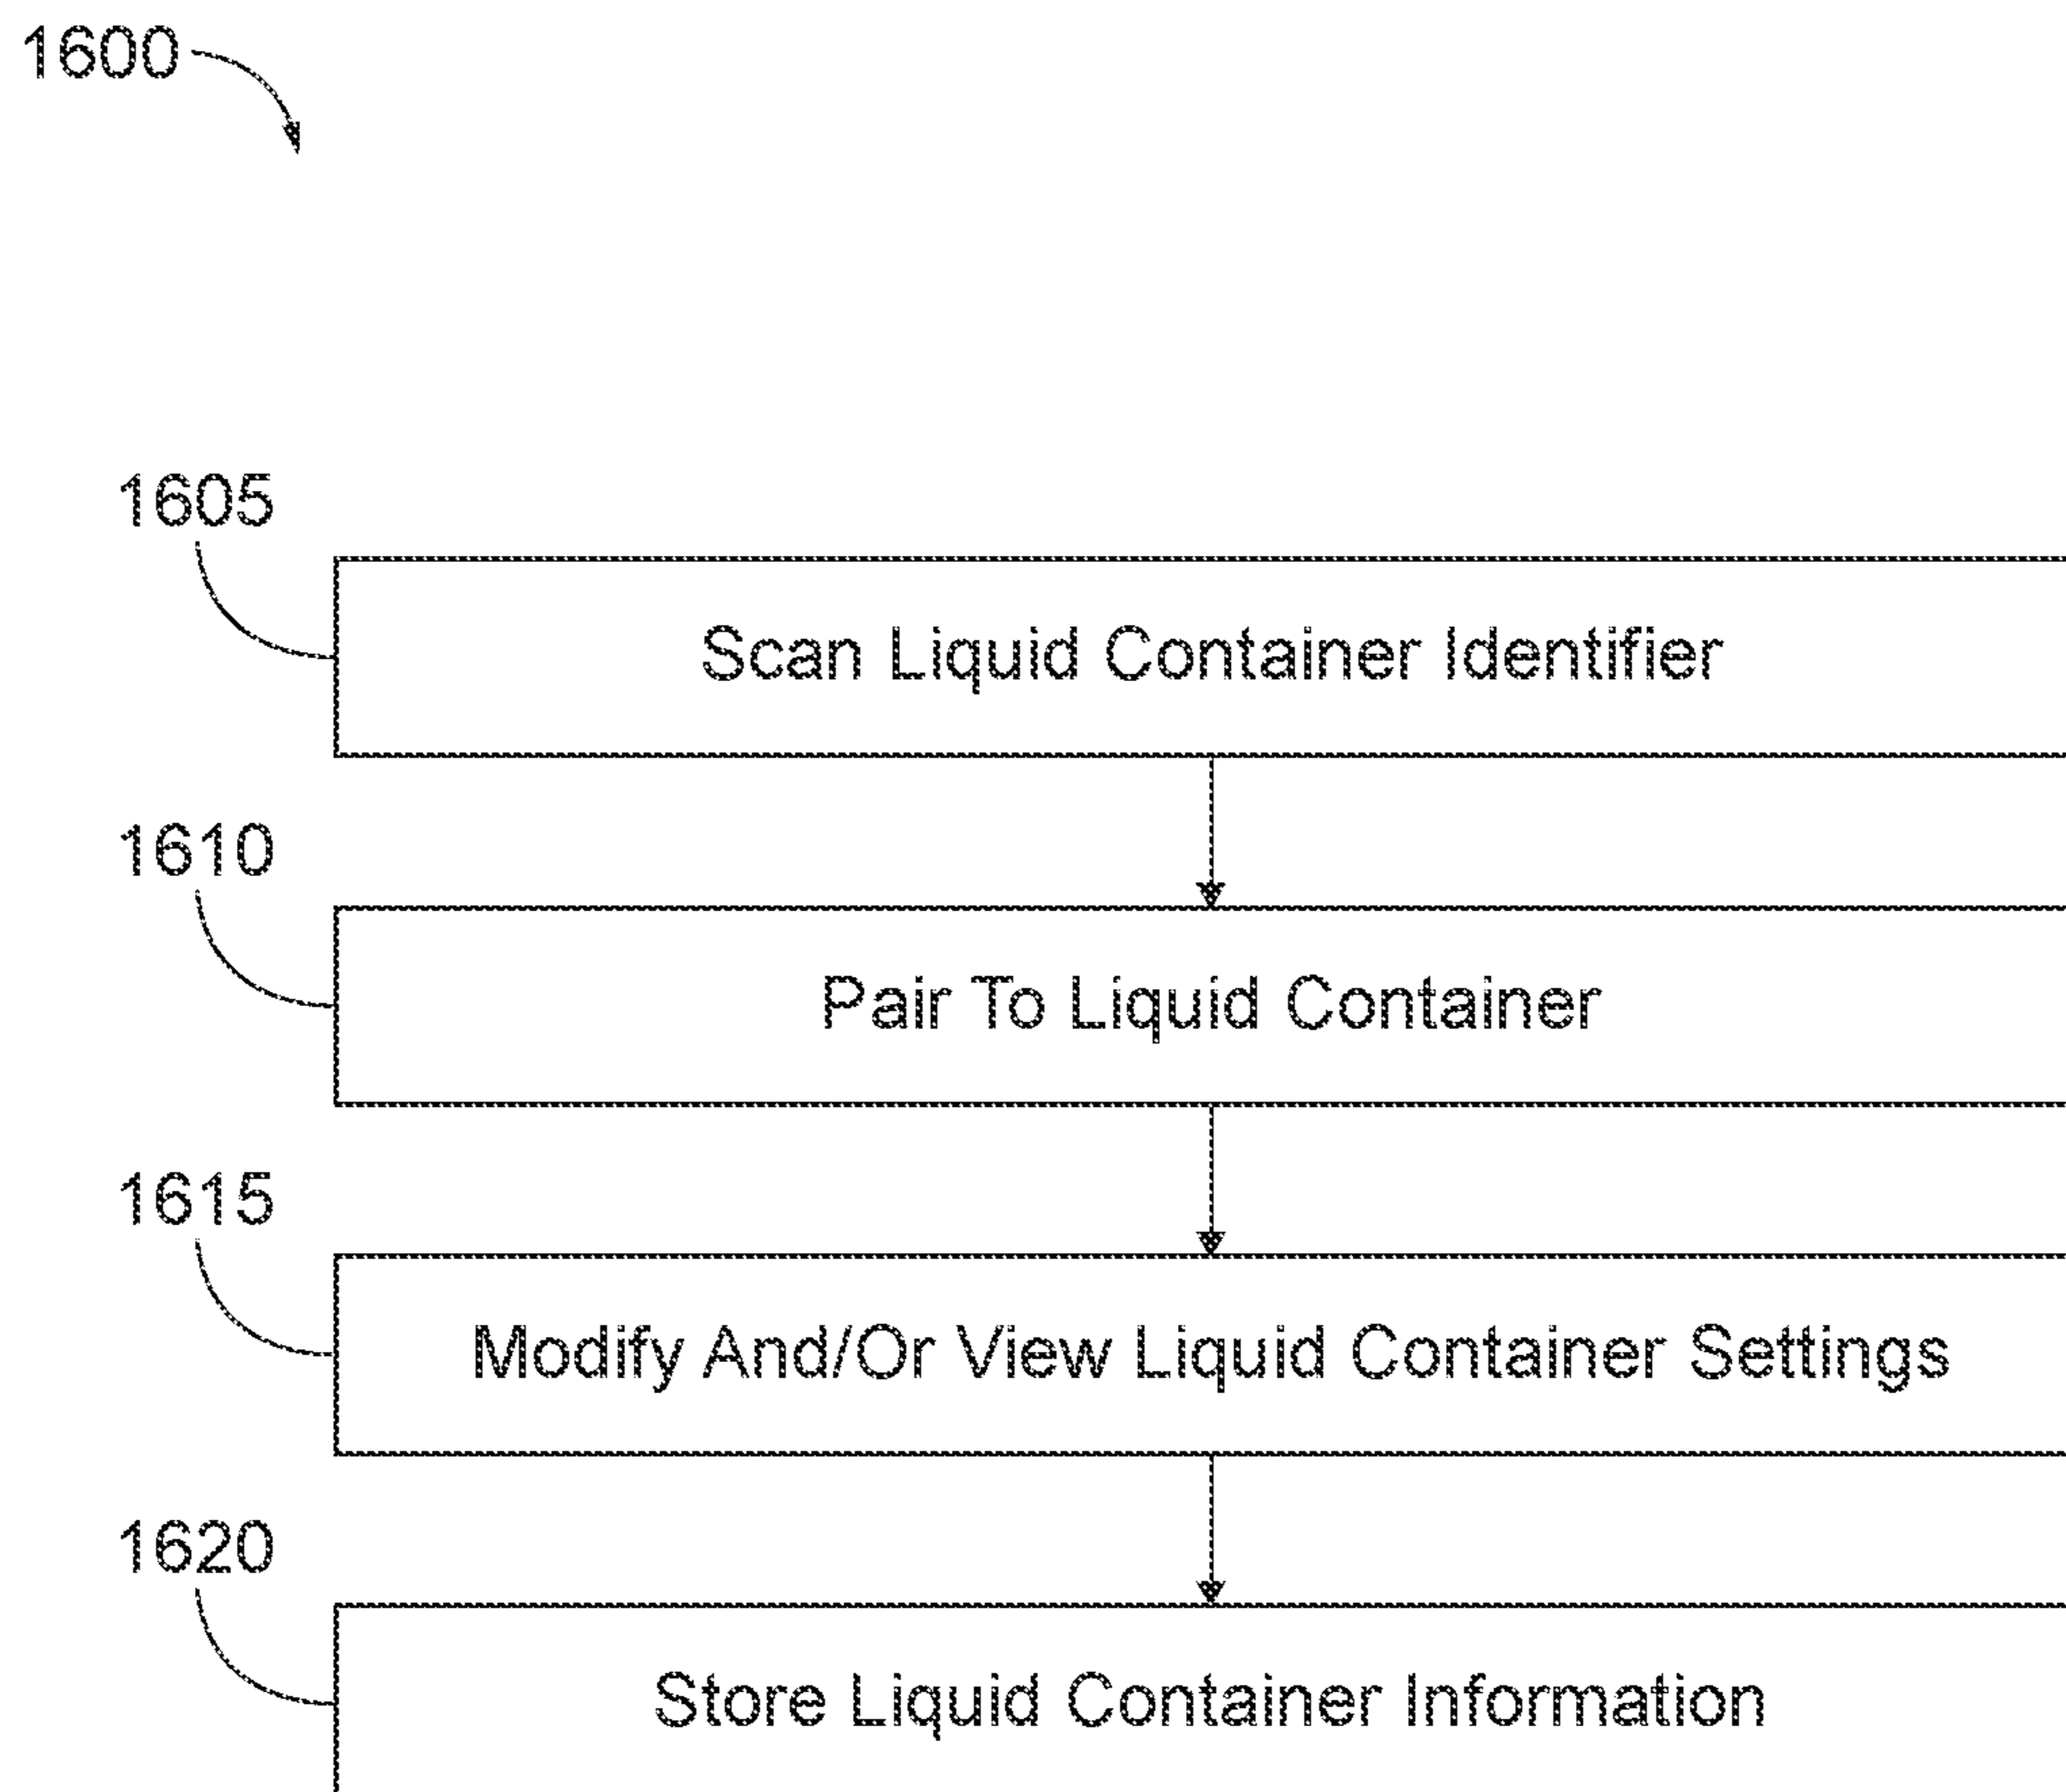 1600
1605
Scan Liquid Container Identifier
1610
Pair To Liquid Container
1615
Modify And/Or View Liquid Container Settings
1620
Store Liquid Container Information